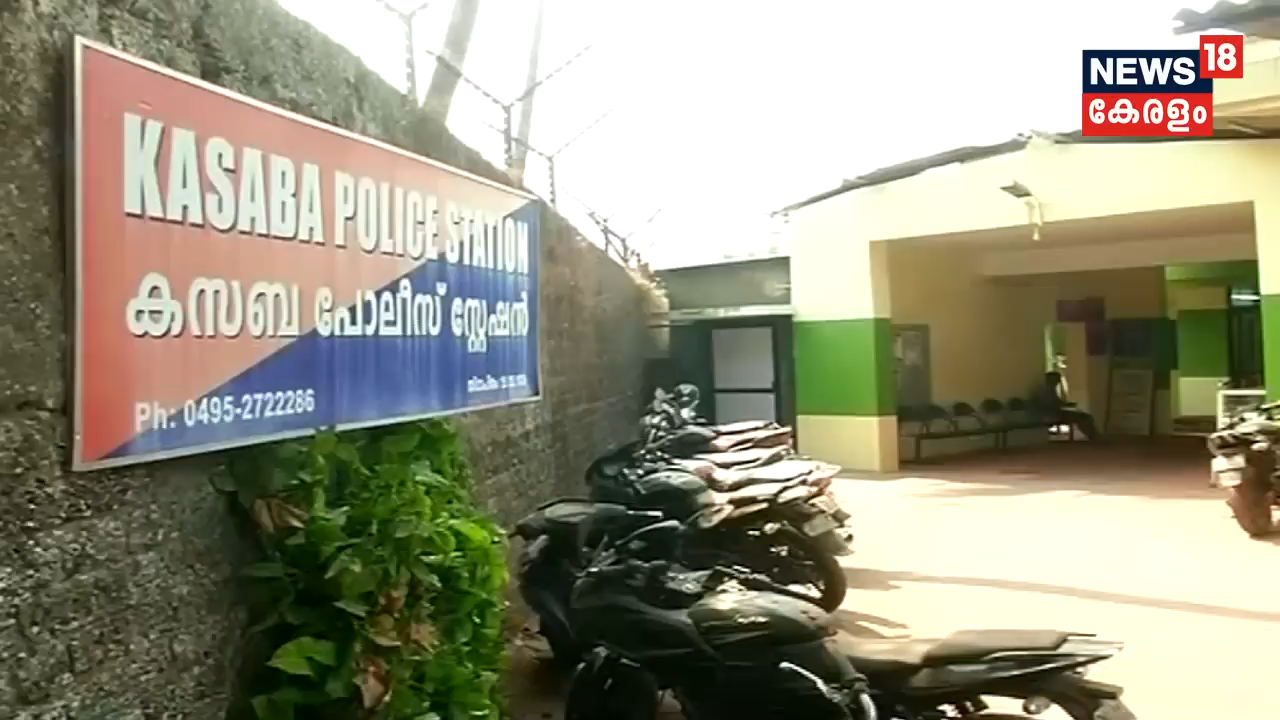 KASABA POLICE STATION
കസബ പോലീസ് സ്റ്റേഷൻ
Ph: 0495-2722286
NEWS 18
കേരളം